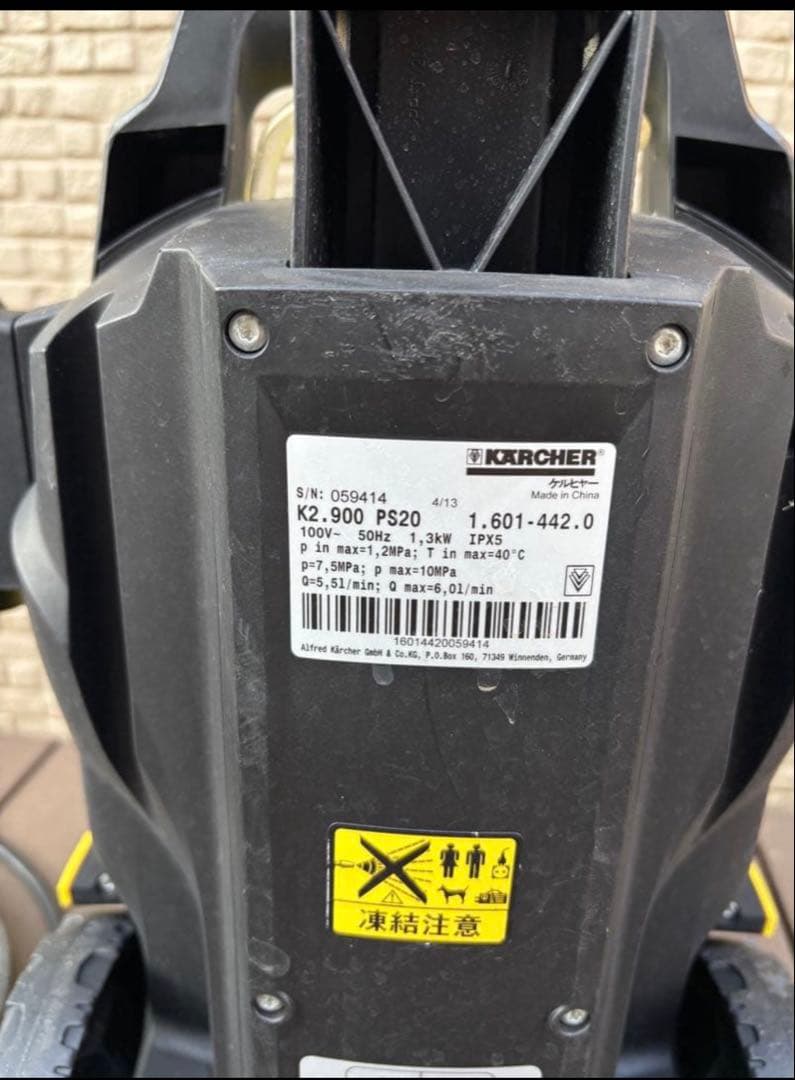 KÄRCHER®
ケルヒャー
Made in China
S/N: 059414 4/13
K2.900 PS20 1.601-442.0
100V~ 50Hz 1,3kW IPX5
p in max=1,2MPa; T in max=40°C
p=7,5MPa; p max=10MPa
Q=5,5l/min; Q max=6,0l/min
16014420059414
Alfred Kärcher GmbH & Co.KG, P.O.Box 160, 71349 Winnenden, Germany
凍結注意